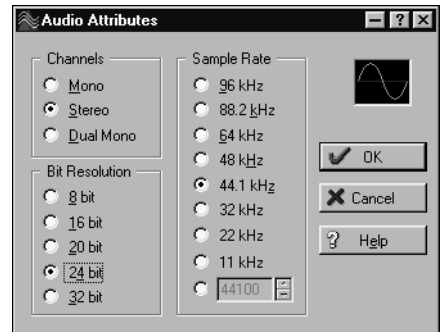 Audio Attributes
Channels
Mono
Stereo
Dual Mono
Bit Resolution
8 bit
16 bit
20 bit
24 bit
32 bit
Sample Rate
96 kHz
88.2 kHz
64 kHz
48 kHz
44.1 kHz
32 kHz
22 kHz
11 kHz
44100
OK
Cancel
Help